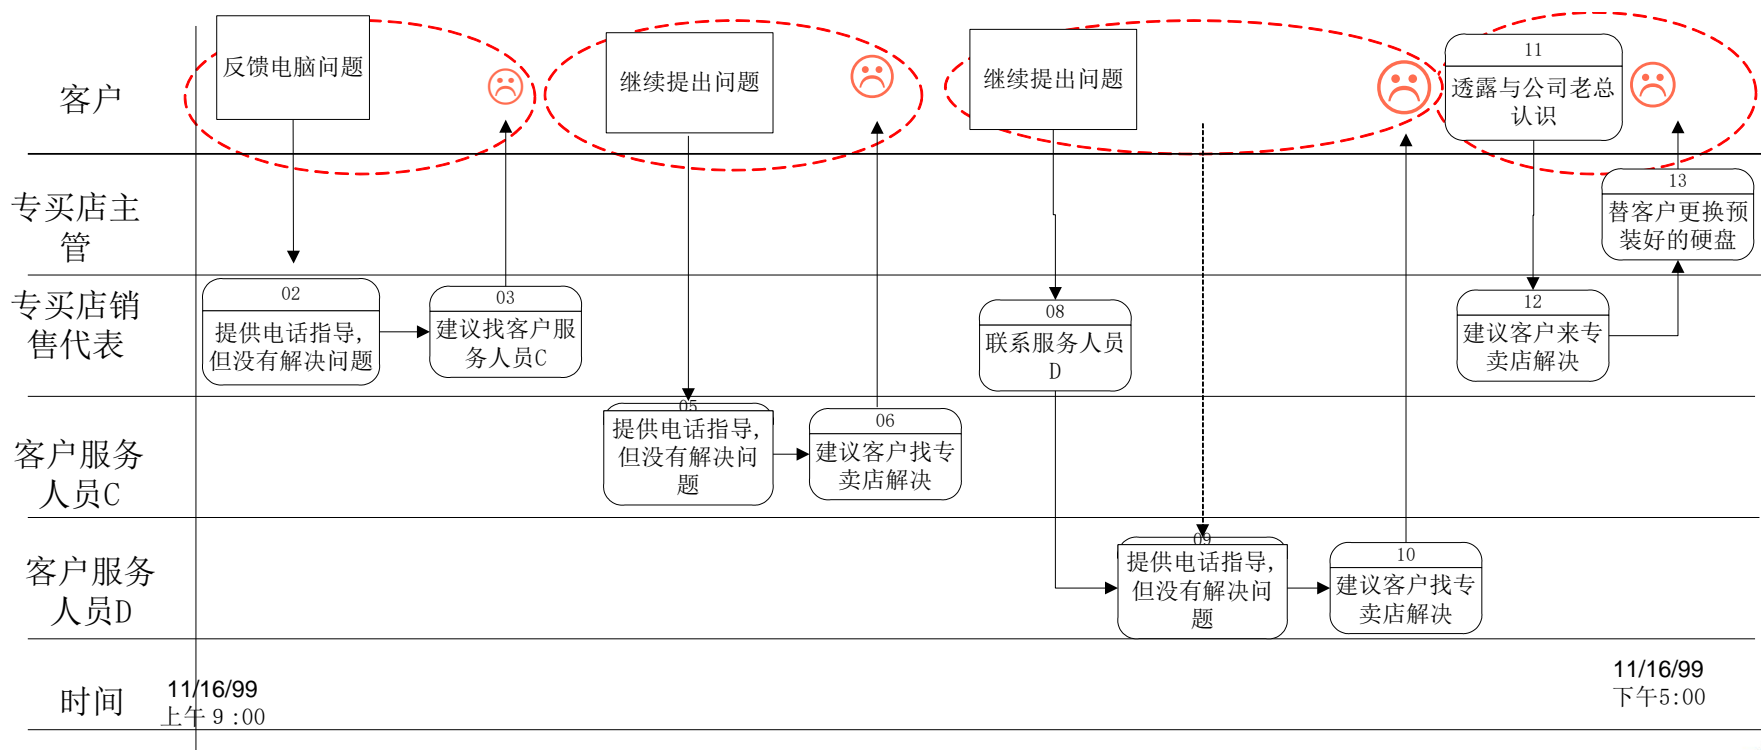 客户
反馈电脑问题
继续提出问题
继续提出问题
11
透露与公司老总
认识
专买店主
管
13
替客户更换预
装好的硬盘
专买店销
售代表
02
提供电话指导,
但没有解决问题
03
建议找客户服
务人员C
08
联系服务人员
D
12
建议客户来专
卖店解决
客户服务
人员C
05
提供电话指导,
但没有解决问
题
06
建议客户找专
卖店解决
客户服务
人员D
09
提供电话指导,
但没有解决问
题
10
建议客户找专
卖店解决
时间
11/16/99
上午 9 :00
11/16/99
下午5:00